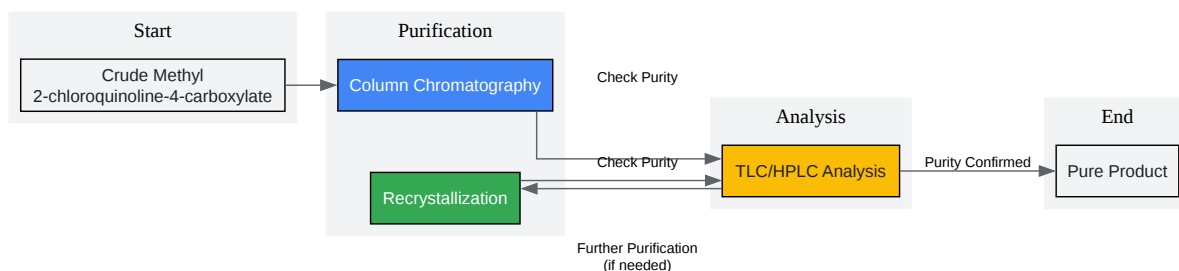 Start
Crude Methyl
2-chloroquinoline-4-carboxylate
Purification
Column Chromatography
Check Purity
Recrystallization
Check Purity
Further Purification
(if needed)
Analysis
TLC/HPLC Analysis
Purity Confirmed
End
Pure Product